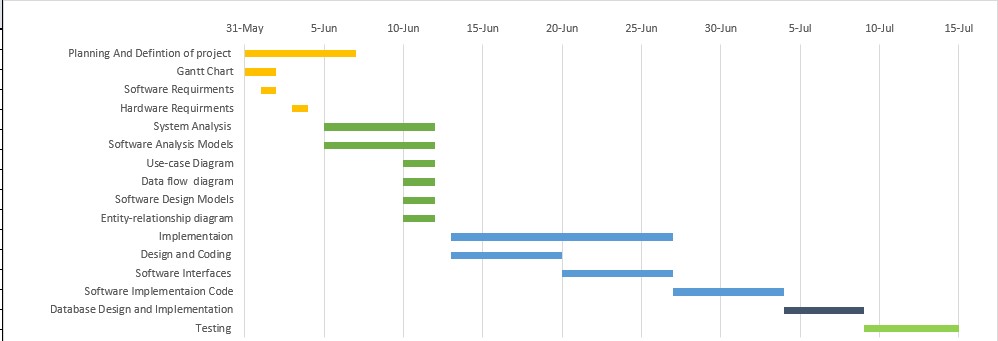 31-May 5-Jun 10-Jun 15-Jun 20-Jun 25-Jun 30-Jun 5-Jul 10-Jul 15-Jul
Planning And Defintion of project
Gantt Chart
Software Requirments
Hardware Requirments
System Analysis
Software Analysis Models
Use-case Diagram
Data flow diagram
Software Design Models
Entity-relationship diagram
Implementaion
Design and Coding
Software Interfaces
Software Implementaion Code
Database Design and Implementation
Testing